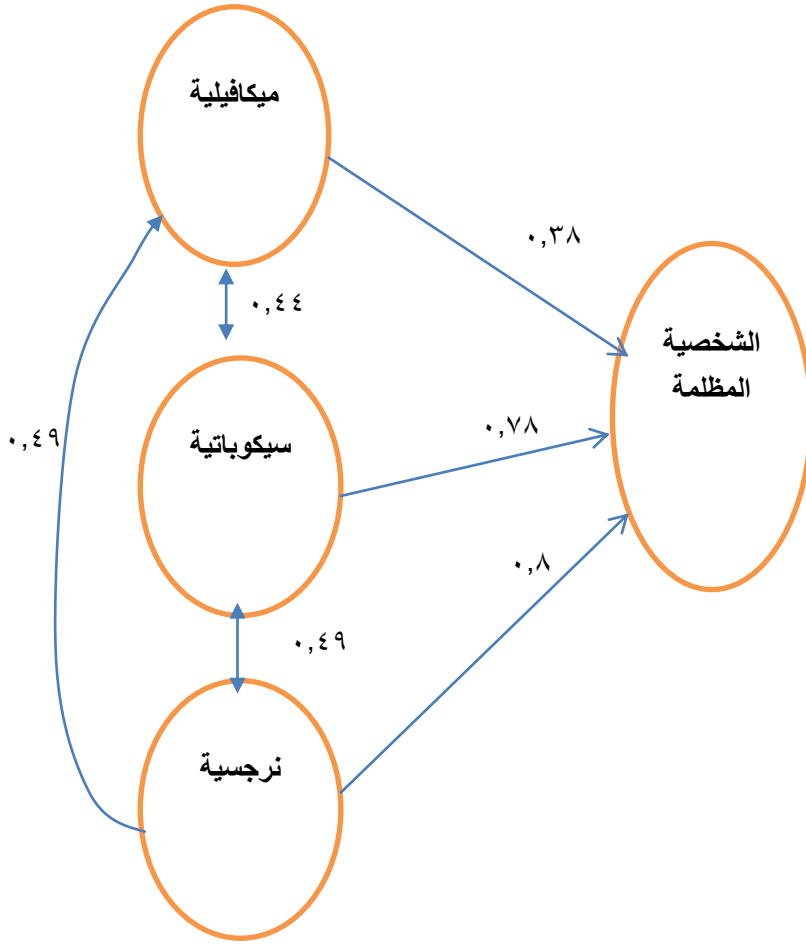 ميكافيلية
٠,٣٨
٠,٤٤
الشخصية
المظلمة
٠,٤٩
سيكوباتية
٠,٧٨
٠,٨
٠,٤٩
نرجسية